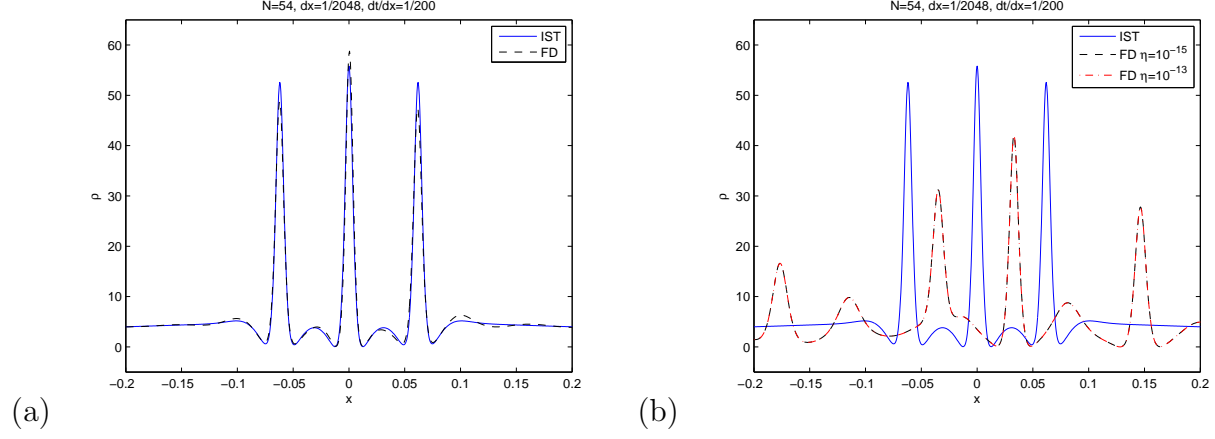 N=54, dx=1/2048, dt/dx=1/200
IST
FD
ρ
60
50
40
30
20
10
0
−0.2 −0.15 −0.1 −0.05 0 0.05 0.1 0.15 0.2
x
(a)
N=54, dx=1/2048, dt/dx=1/200
IST
FD η=10⁻¹⁵
FD η=10⁻¹³
ρ
60
50
40
30
20
10
0
−0.2 −0.15 −0.1 −0.05 0 0.05 0.1 0.15 0.2
x
(b)